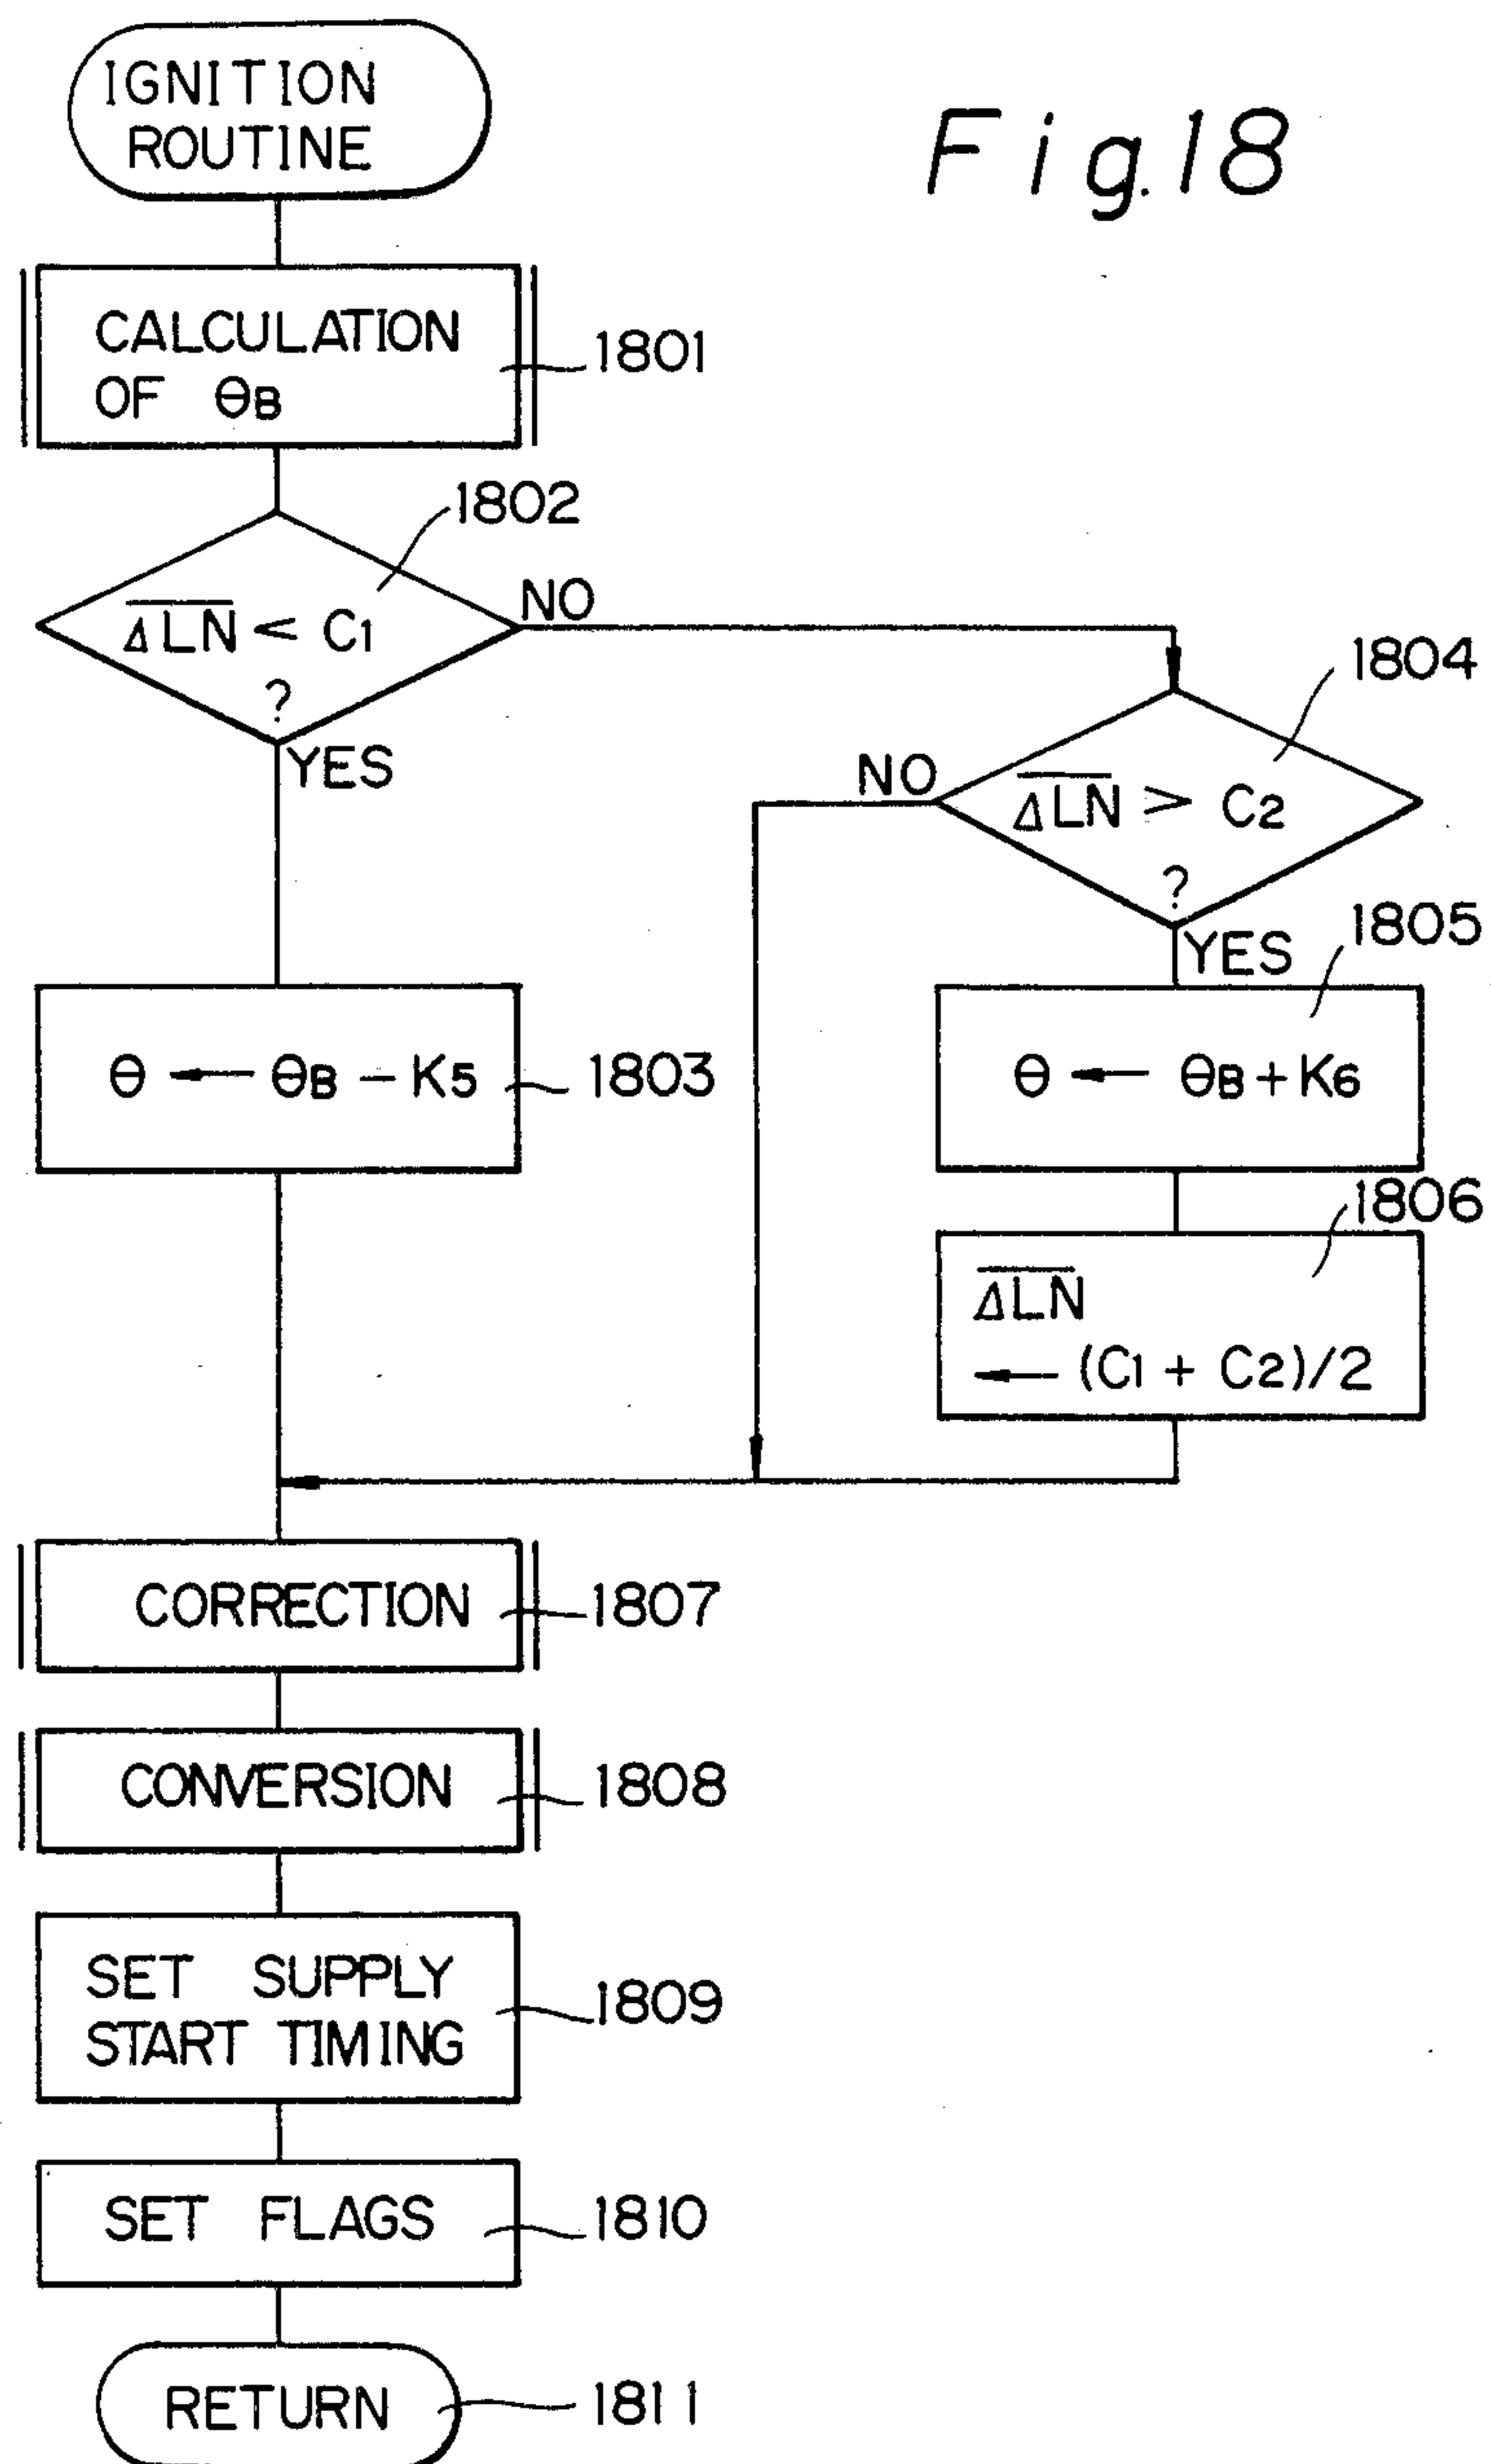 IGNITION
ROUTINE
Fig.18
CALCULATION
OF ΘB
1801
1802
ΔLN < C1
?
NO
YES
1804
ΔLN > C2
?
NO
YES
1805
Θ ← ΘB - K5
1803
Θ ← ΘB + K6
1806
ΔLN
← (C1 + C2)/2
CORRECTION
1807
CONVERSION
1808
SET SUPPLY
START TIMING
1809
SET FLAGS
1810
RETURN
1811